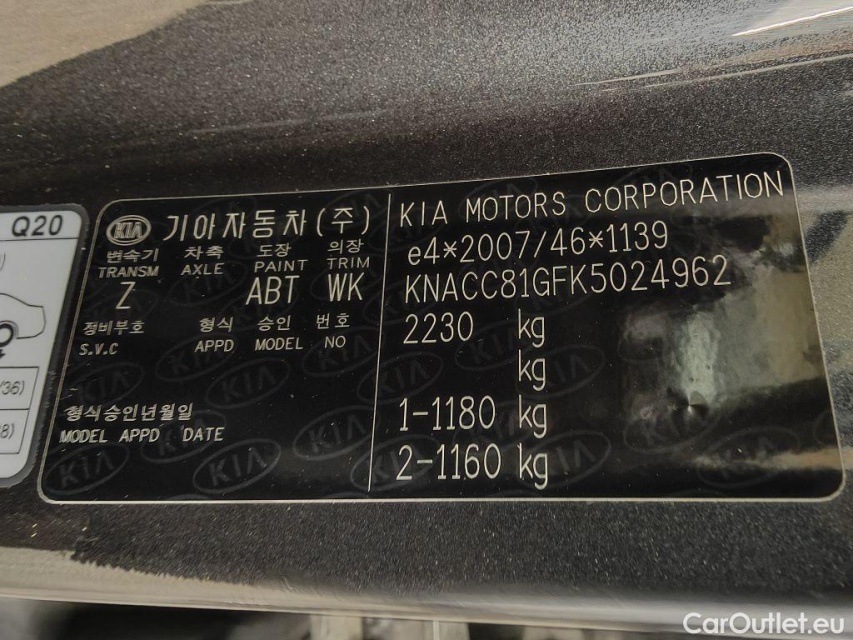 Q20
/36)
8)
KIA 기아자동차(주)
변속기 차축 도장 의장
TRANSM AXLE PAINT TRIM
Z ABT WK
정비부호 형식 승인 번호
S.V.C APPD MODEL NO
형식승인년월일
MODEL APPD DATE
KIA MOTORS CORPORATION
e4*2007/46*1139
KNACC81GFK5024962
2230 kg
kg
1-1180 kg
2-1160 kg
CarOutlet.eu